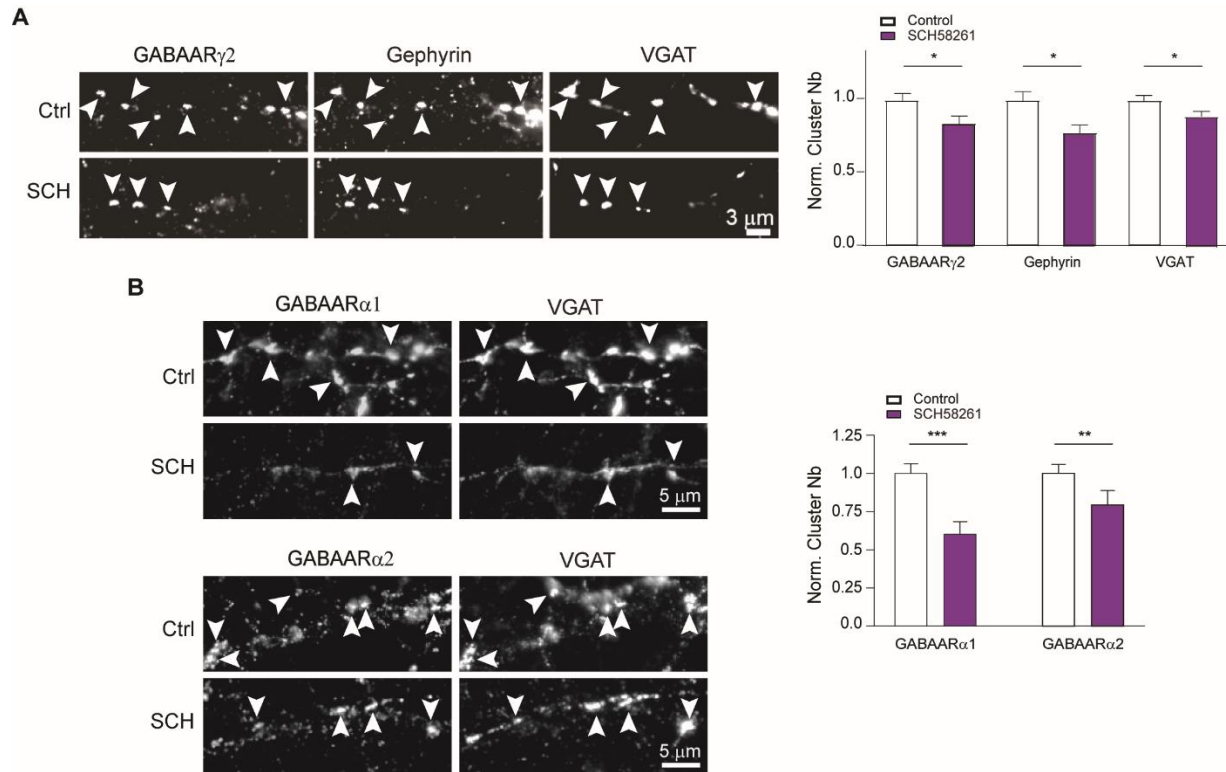 A
GABAARγ2 Gephyrin VGAT
Ctrl
SCH
3 μm
Control
SCH58261
* * *
Norm. Cluster Nb
1.0
0.5
0.0
GABAARγ2 Gephyrin VGAT
B
GABAARα1 VGAT
Ctrl
SCH
5 μm
GABAARα2 VGAT
Ctrl
SCH
5 μm
Control
SCH58261
*** **
Norm. Cluster Nb
1.25
1.0
0.75
0.5
0.25
0.0
GABAARα1 GABAARα2